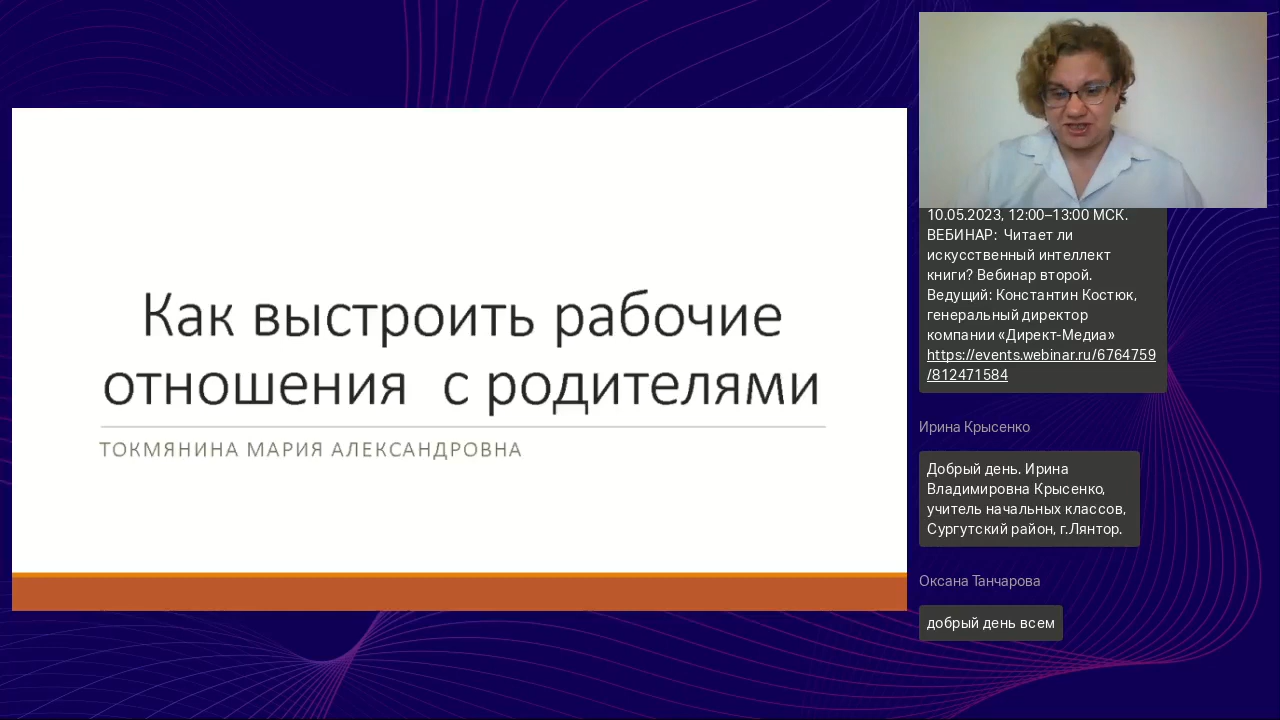 Как выстроить рабочие
отношения с родителями
ТОКМЯНИНА МАРИЯ АЛЕКСАНДРОВНА
10.05.2023, 12:00–13:00 МСК.
ВЕБИНАР: Читает ли
искусственный интеллект
книги? Вебинар второй.
Ведущий: Константин Костюк,
генеральный директор
компании «Директ-Медиа»
https://events.webinar.ru/6764759
/812471584
Ирина Крысенко
Добрый день. Ирина
Владимировна Крысенко,
учитель начальных классов,
Сургутский район, г.Лянтор.
Оксана Танчарова
добрый день всем